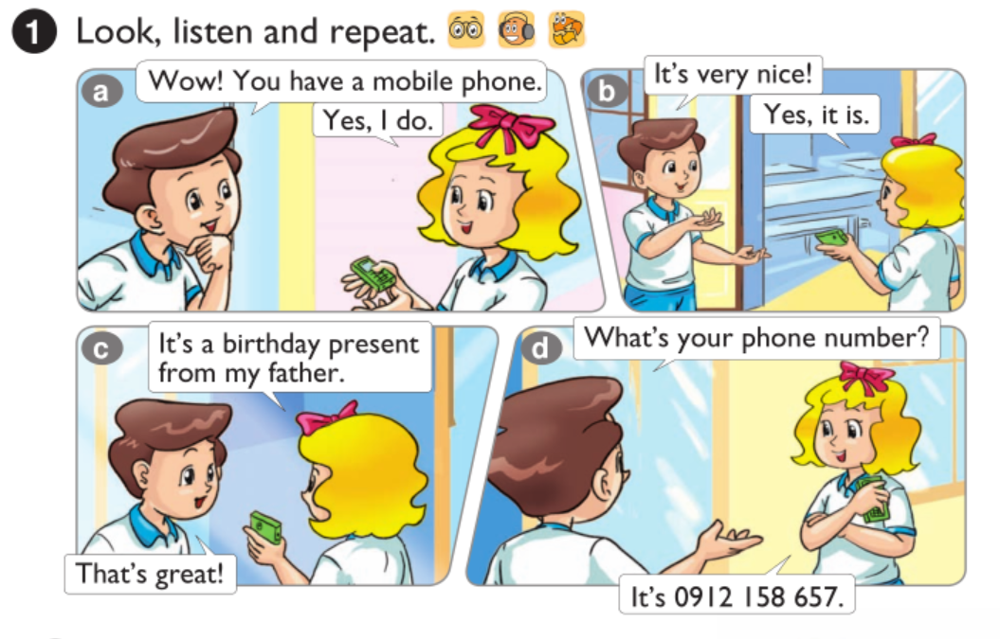 1 Look, listen and repeat.
a
Wow! You have a mobile phone.
Yes, I do.
b
It's very nice!
Yes, it is.
c
It's a birthday present
from my father.
That's great!
d
What's your phone number?
It's 0912 158 657.